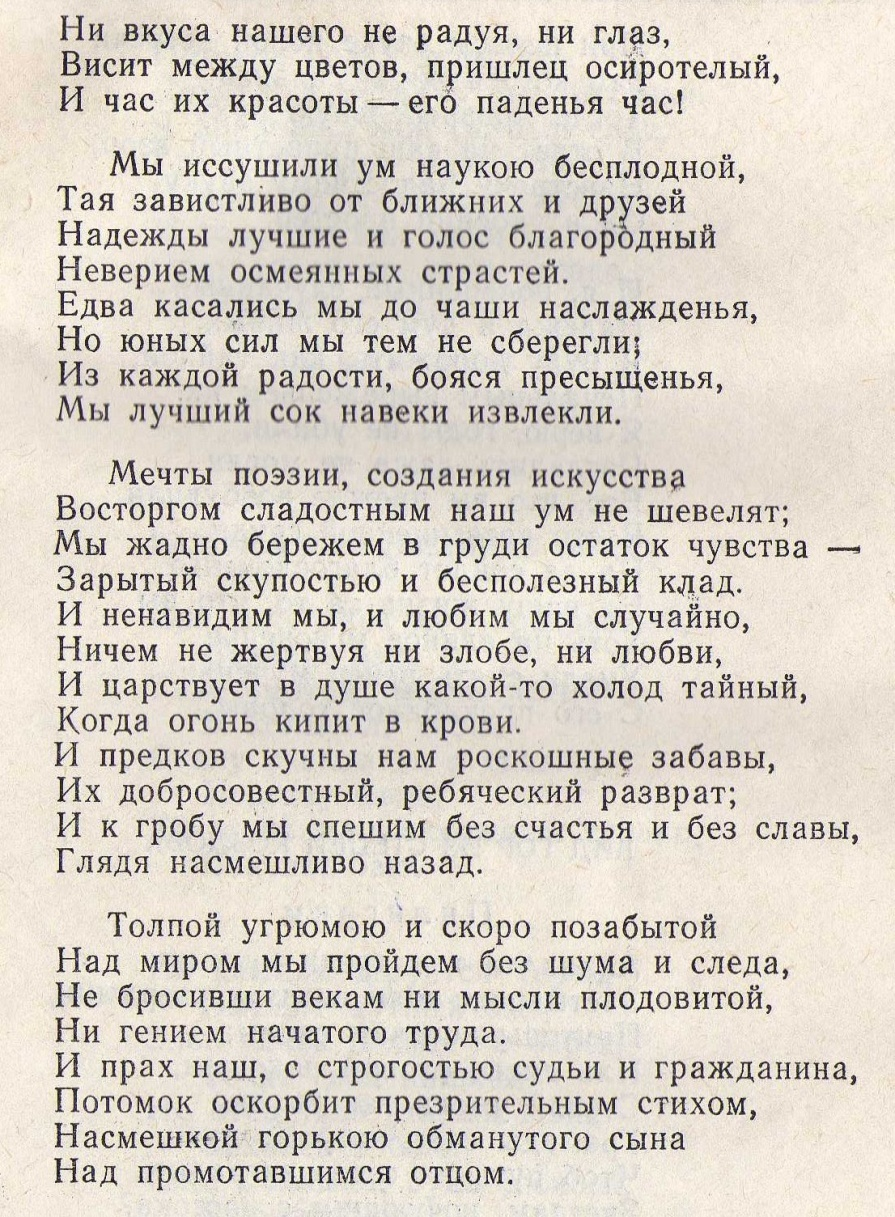 Ни вкуса нашего не радуя, ни глаз,
Висит между цветов, пришлец осиротелый,
И час их красоты — его паденья час!
Мы иссушили ум наукою бесплодной,
Тая завистливо от ближних и друзей
Надежды лучшие и голос благородный
Неверием осмеянных страстей.
Едва касались мы до чаши наслажденья,
Но юных сил мы тем не сберегли;
Из каждой радости, бояся пресыщенья,
Мы лучший сок навеки извлекли.
Мечты поэзии, создания искусства
Восторгом сладостным наш ум не шевелят;
Мы жадно бережем в груди остаток чувства —
Зарытый скупостью и бесполезный клад.
И ненавидим мы, и любим мы случайно,
Ничем не жертвуя ни злобе, ни любви,
И царствует в душе какой-то холод тайный,
Когда огонь кипит в крови.
И предков скучны нам роскошные забавы,
Их добросовестный, ребяческий разврат;
И к гробу мы спешим без счастья и без славы,
Глядя насмешливо назад.
Толпой угрюмою и скоро позабытой
Над миром мы пройдем без шума и следа,
Не бросивши векам ни мысли плодовитой,
Ни гением начатого труда.
И прах наш, с строгостью судьи и гражданина,
Потомок оскорбит презрительным стихом,
Насмешкой горькою обманутого сына
Над промотавшимся отцом.